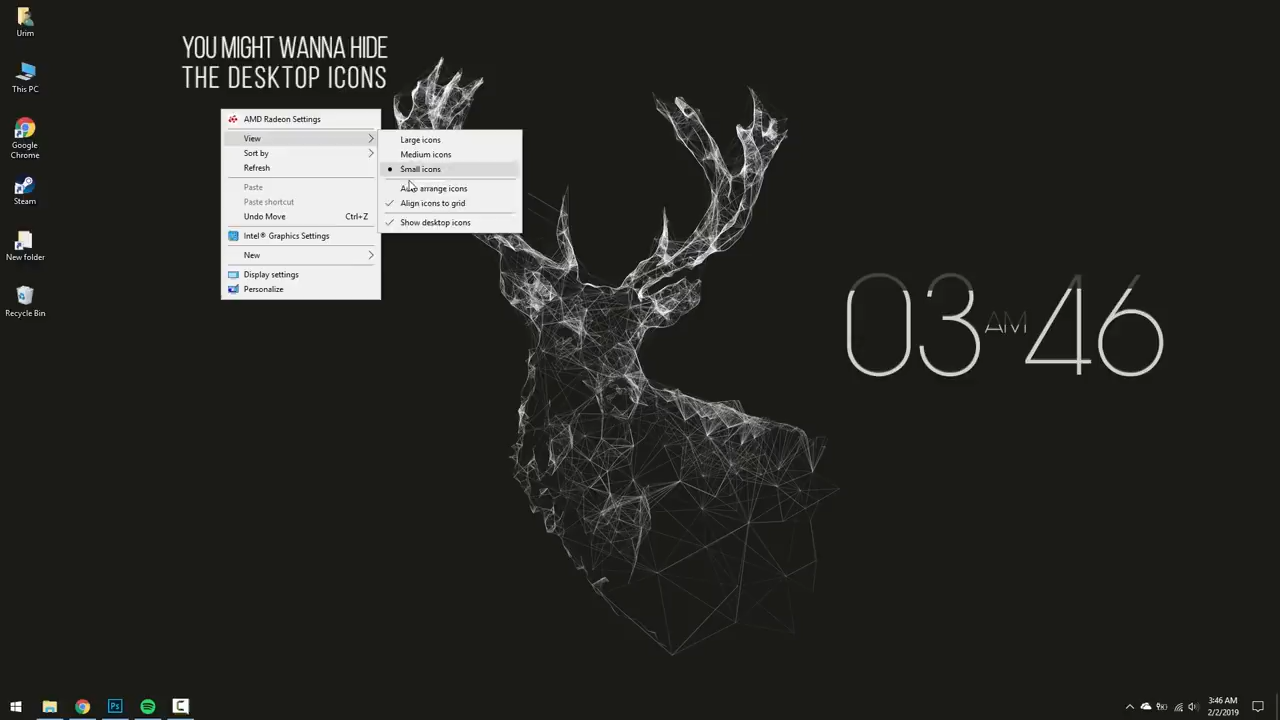 Urim
This PC
Google
Chrome
Steam
New folder
Recycle Bin
YOU MIGHT WANNA HIDE
THE DESKTOP ICONS
AMD Radeon Settings
View
Sort by
Refresh
Paste
Paste shortcut
Undo Move Ctrl+Z
Intel® Graphics Settings
New
Display settings
Personalize
Large icons
Medium icons
Small icons
Auto arrange icons
Align icons to grid
Show desktop icons
03 AM 46
Ps
3:46 AM
2/2/2019